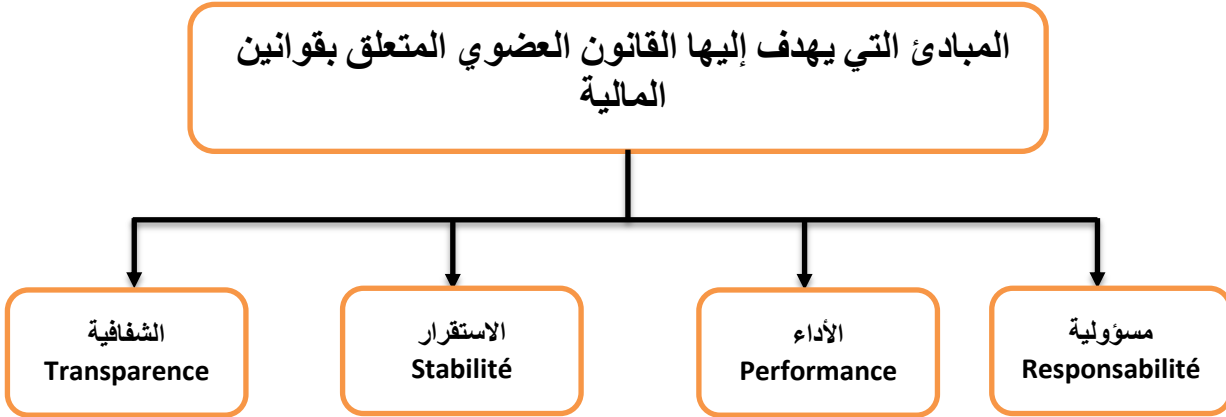 المبادئ التي يهدف إليها القانون العضوي المتعلق بقوانين
المالية
مسؤولية
Responsabilité
الأداء
Performance
الاستقرار
Stabilité
الشفافية
Transparence